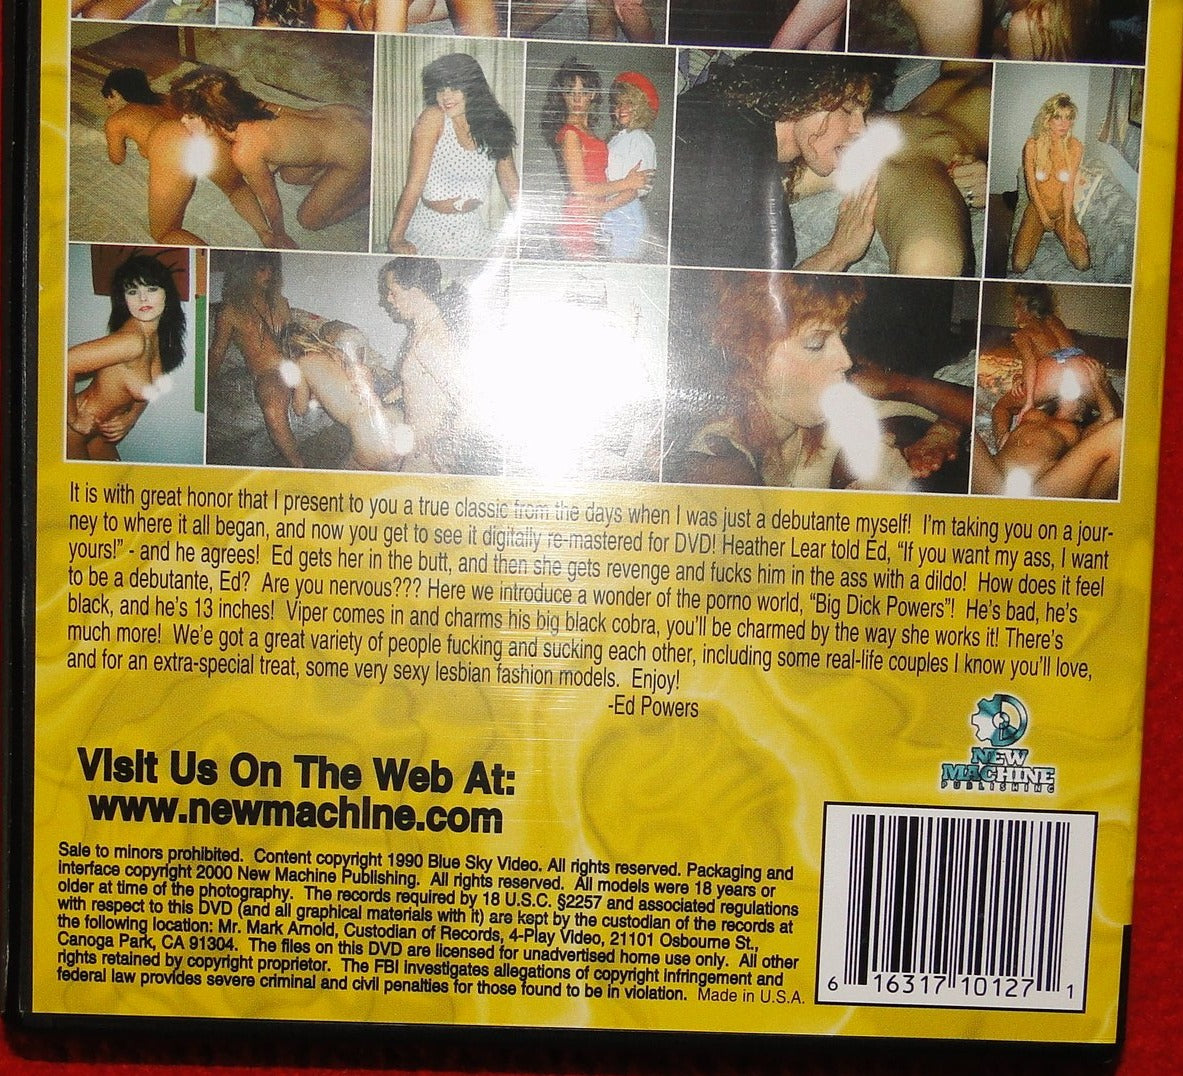 It is with great honor that I present to you a true classic from the days when I was just a debutante myself!  I'm taking you on a jour-
ney to where it all began, and now you get to see it digitally re-mastered for DVD! Heather Lear told Ed, “If you want my ass, I want
yours!” - and he agrees!  Ed gets her in the butt, and then she gets revenge and fucks him in the ass with a dildo!  How does it feel
to be a debutante, Ed?  Are you nervous??? Here we introduce a wonder of the porno world, “Big Dick Powers”!  He's bad, he's
black, and he's 13 inches!  Viper comes in and charms his big black cobra, you'll be charmed by the way she works it! There's
much more!  We'e got a great variety of people fucking and sucking each other, including some real-life couples I know you'll love,
and for an extra-special treat, some very sexy lesbian fashion models.  Enjoy!
-Ed Powers
NEW
MACHINE
PUBLISHING
Visit Us On The Web At:
www.newmachine.com
Sale to minors prohibited.  Content copyright 1990 Blue Sky Video. All rights reserved. Packaging and
interface copyright 2000 New Machine Publishing.  All rights reserved.  All models were 18 years or
older at time of the photography.  The records required by 18 U.S.C. §2257 and associated regulations
with respect to this DVD (and all graphical materials with it) are kept by the custodian of the records at
the following location: Mr. Mark Arnold, Custodian of Records, 4-Play Video, 21101 Osbourne St.,
Canoga Park, CA 91304.  The files on this DVD are licensed for unadvertised home use only.  All other
rights retained by copyright proprietor.  The FBI investigates allegations of copyright infringement and
federal law provides severe criminal and civil penalties for those found to be in violation.  Made in U.S.A.
6 16317 10127 1